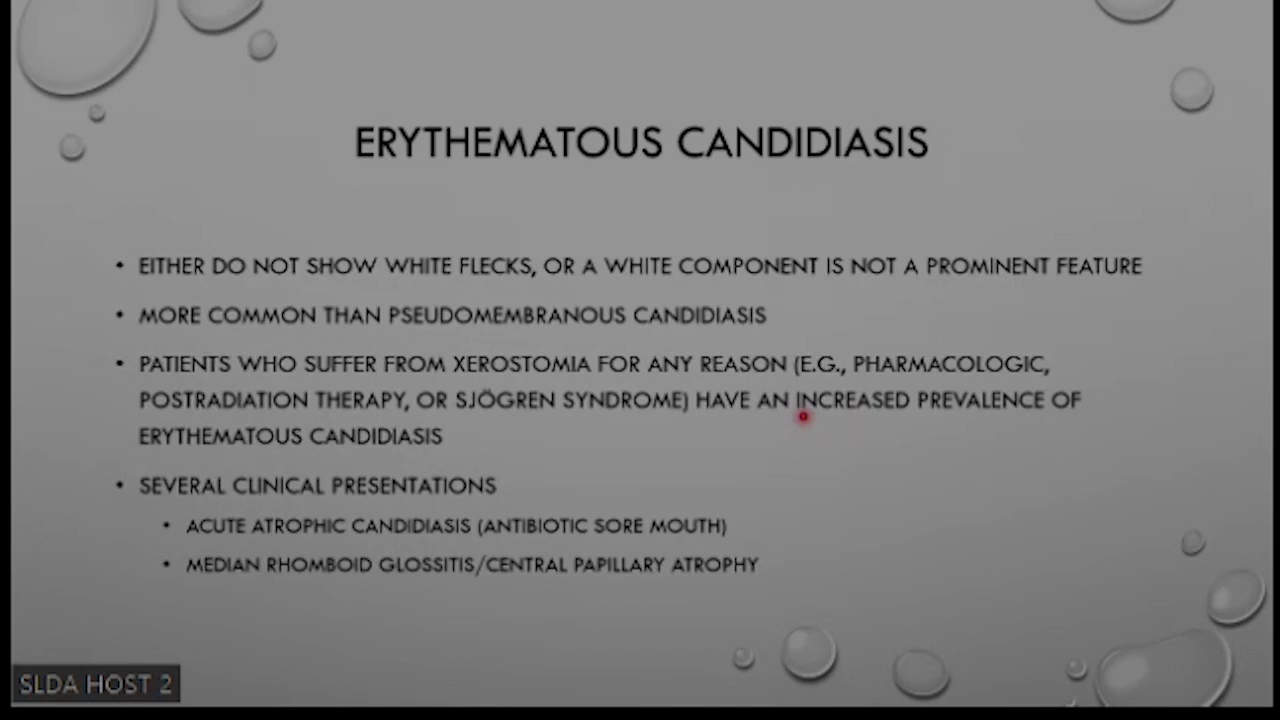 ERYTHEMATOUS CANDIDIASIS
• EITHER DO NOT SHOW WHITE FLECKS, OR A WHITE COMPONENT IS NOT A PROMINENT FEATURE
• MORE COMMON THAN PSEUDOMEMBRANOUS CANDIDIASIS
• PATIENTS WHO SUFFER FROM XEROSTOMIA FOR ANY REASON (E.G., PHARMACOLOGIC,
POSTRADIATION THERAPY, OR SJÖGREN SYNDROME) HAVE AN INCREASED PREVALENCE OF
ERYTHEMATOUS CANDIDIASIS
• SEVERAL CLINICAL PRESENTATIONS
• ACUTE ATROPHIC CANDIDIASIS (ANTIBIOTIC SORE MOUTH)
• MEDIAN RHOMBOID GLOSSITIS/CENTRAL PAPILLARY ATROPHY
SLDA HOST 2